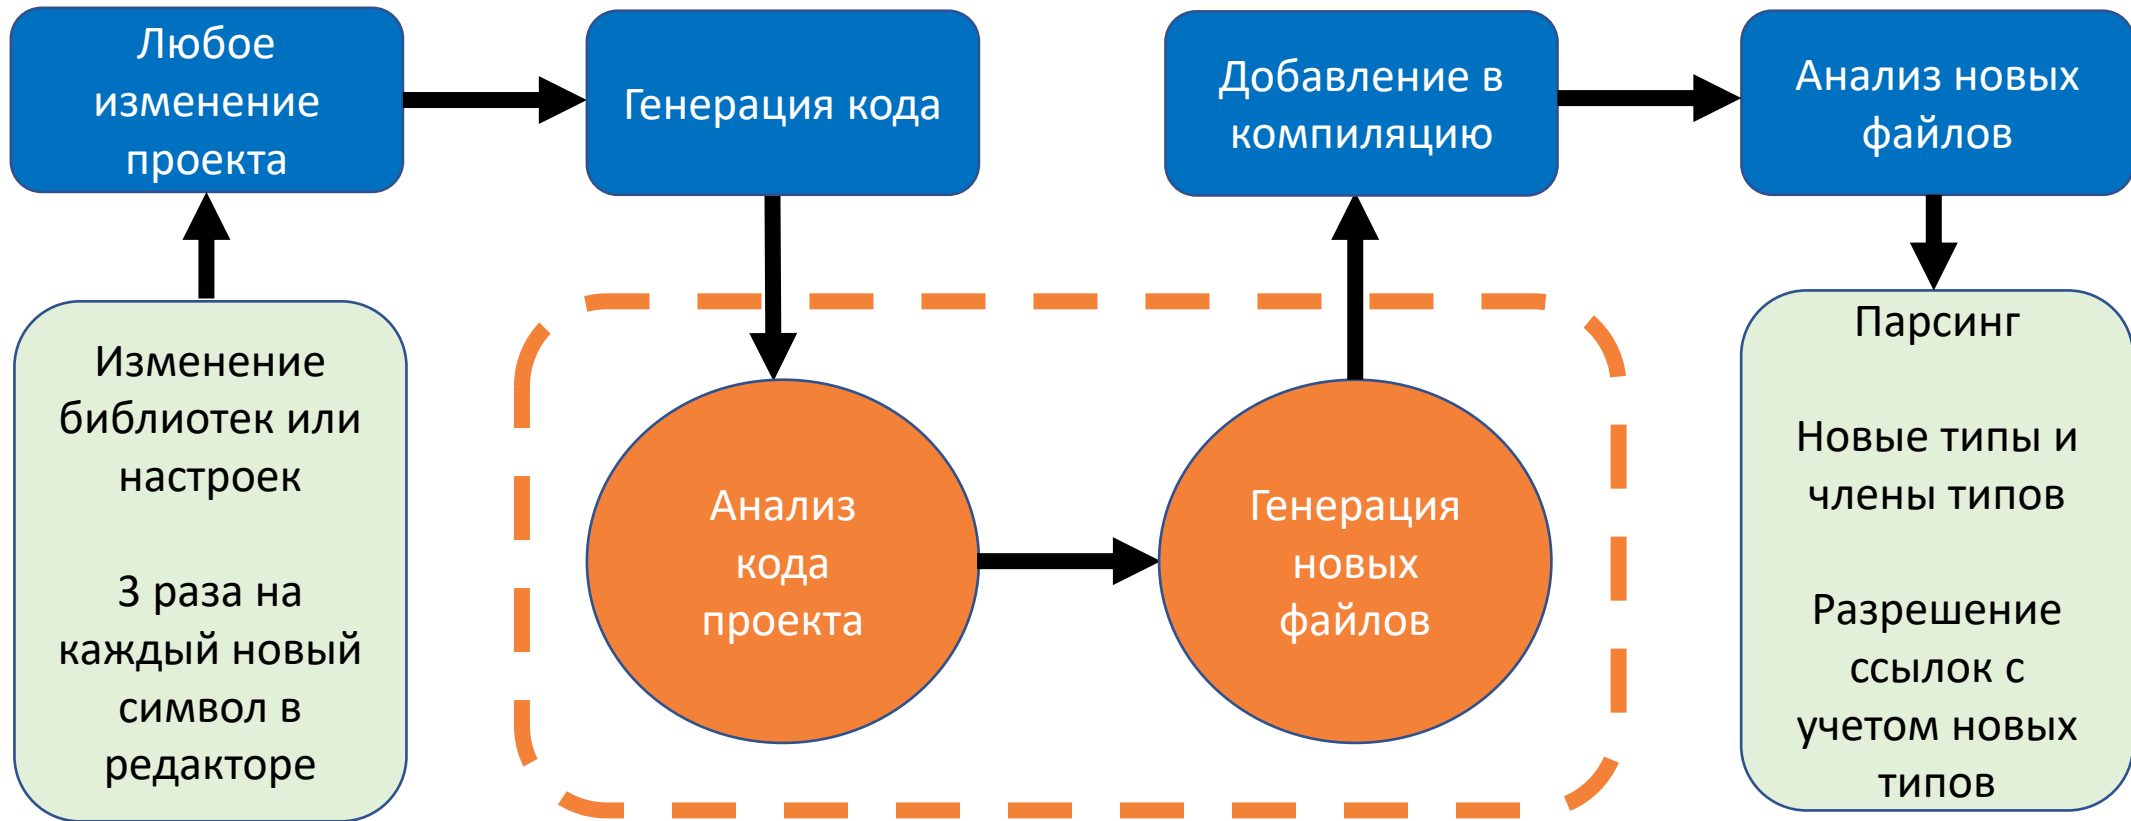 Любое
изменение
проекта
Генерация кода
Добавление в
компиляцию
Анализ новых
файлов
Изменение
библиотек или
настроек
3 раза на
каждый новый
символ в
редакторе
Анализ
кода
проекта
Генерация
новых
файлов
Парсинг
Новые типы и
члены типов
Разрешение
ссылок с
учетом новых
типов